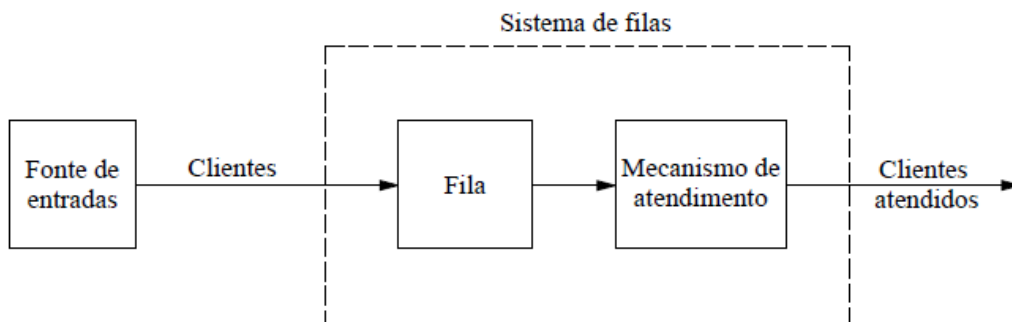 Sistema de filas
Fonte de
entradas
Clientes
Fila
Mecanismo de
atendimento
Clientes
atendidos